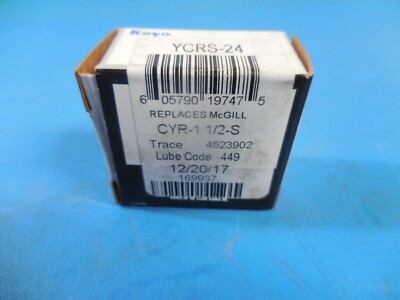 Koyo
YCRS-24
6 05790 19747 5
REPLACES McGILL
CYR-1 1/2-S
Trace 4523902
Lube Code 449
12/20/17
169937